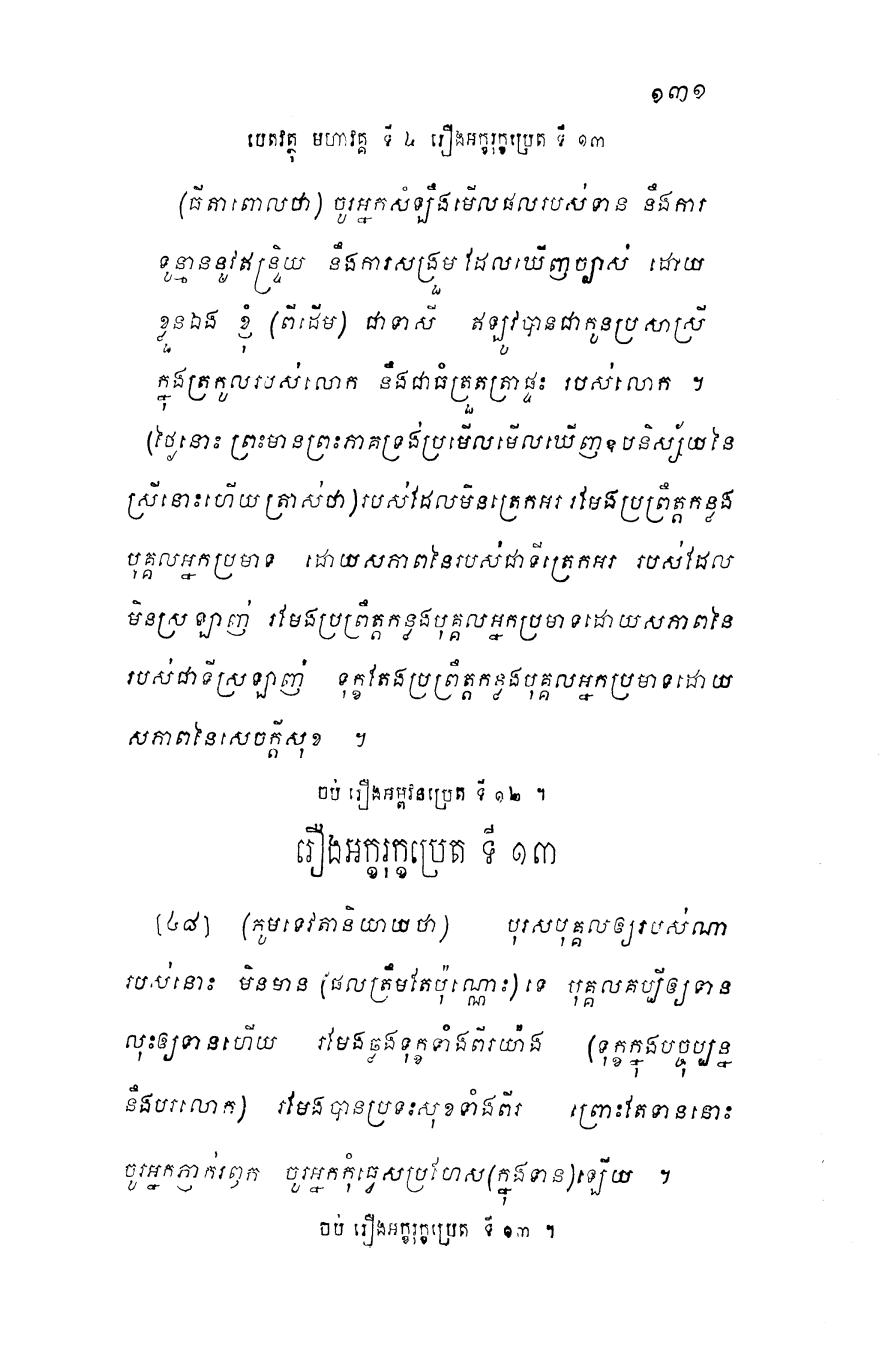 ១៣១
បេតវត្ថុ មហាវគ្គ ទី ៤ រឿងអក្ខរុក្ខប្រេត ទី ១៣
(ធីតាពោលថា) ចូរអ្នកសំឡឹងមើលផលរបស់ទាន នឹងការ
ទូន្មាននូវឥន្ទ្រិយ នឹងការសង្រួម ដែលឃើញច្បាស់ ដោយ
ខ្លួនឯង ខ្ញុំ (ពីដើម) ជាទាសី ឥឡូវបានជាកូនប្រសាស្រី
ក្នុងត្រកូលរបស់លោក នឹងជាធំត្រួតត្រាផ្ទះ របស់លោក ។
(ថ្ងៃនោះ ព្រះមានព្រះភាគទ្រង់ប្រមើលមើលឃើញឧបនិស្ស័យនៃ
ស្រីនោះហើយ ត្រាស់ថា) របស់ដែលមិនត្រេកអរ រមែងប្រព្រឹត្តកន្លង
បុគ្គលអ្នកប្រមាទ ដោយសភាពនៃរបស់ជាទីត្រេកអរ របស់ដែល
មិនស្រឡាញ់ រមែងប្រព្រឹត្តកន្លងបុគ្គលអ្នកប្រមាទដោយសភាពនៃ
របស់ជាទីស្រឡាញ់ ទុក្ខតែងប្រព្រឹត្តកន្លងបុគ្គលអ្នកប្រមាទដោយ
សភាពនៃសេចក្តីសុខ ។
ចប់ រឿងអម្ពវនប្រេត ទី ១២ ។
រឿងអក្ខរុក្ខប្រេត ទី ១៣
[៤៨] (ភូមទេវតានិយាយថា) បុរសបុគ្គលឲ្យរបស់ណា
របស់នោះ មិនមាន (ផលត្រឹមតែប៉ុណ្ណោះ) ទេ បុគ្គលគប្បីឲ្យទាន
លុះឲ្យទានហើយ រមែងឆ្លងទុក្ខទាំងពីរយ៉ាង (ទុក្ខក្នុងបច្ចុប្បន្ន
នឹងបរលោក) រមែងបានប្រទះសុខទាំងពីរ ព្រោះតែទាននោះ
ចូរអ្នកភ្ញាក់រឭក ចូរអ្នកកុំធ្វេសប្រហែស (ក្នុងទាន) ឡើយ ។
ចប់ រឿងអក្ខរុក្ខប្រេត ទី ១៣ ។